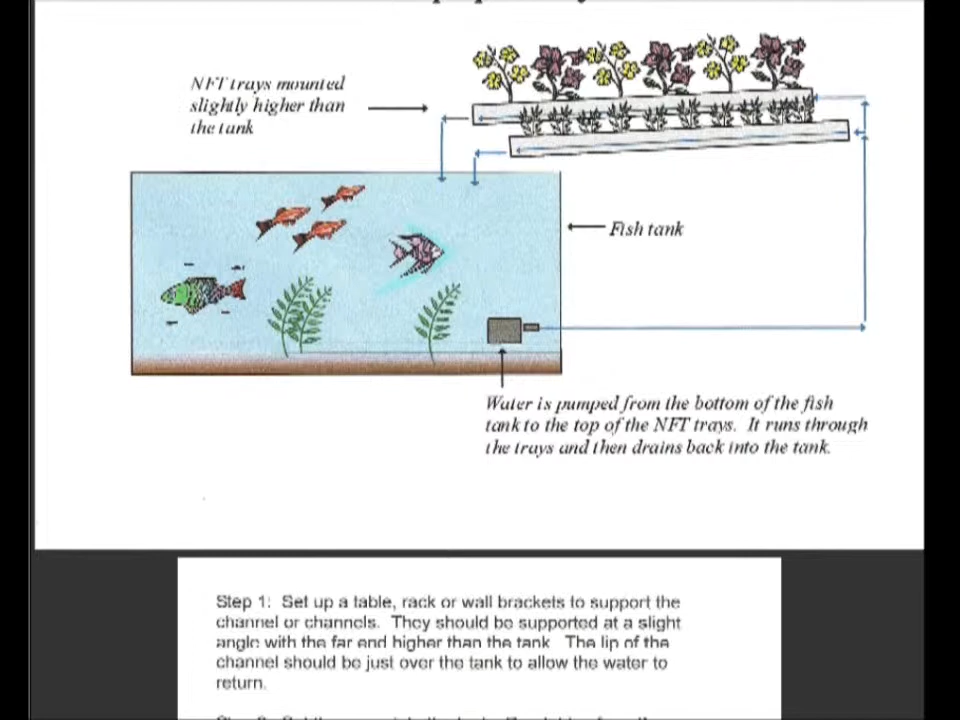 NFT trays mounted
slightly higher than
the tank
Fish tank
Water is pumped from the bottom of the fish
tank to the top of the NFT trays. It runs through
the trays and then drains back into the tank.
Step 1: Set up a table, rack or wall brackets to support the
channel or channels. They should be supported at a slight
angle with the far end higher than the tank The lip of the
channel should be just over the tank to allow the water to
return.